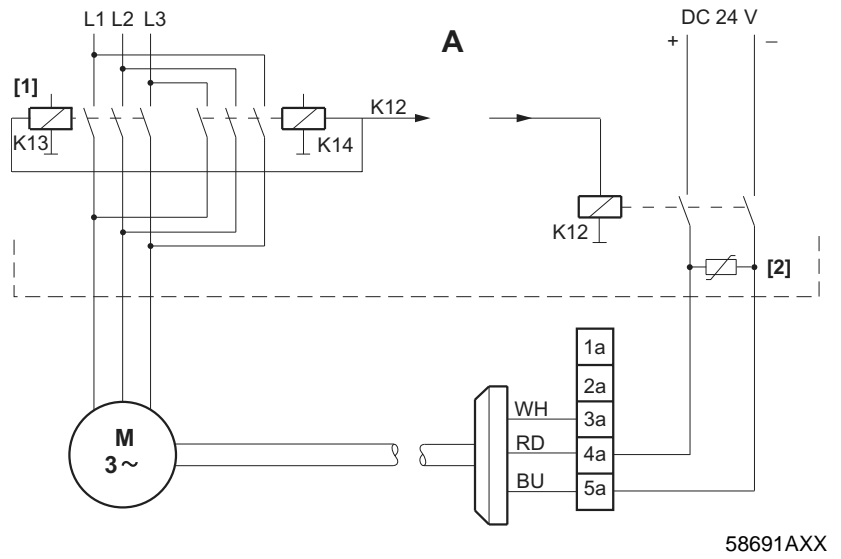 L1 L2 L3
A
DC 24 V
+
–
[1]
K12
K13
K14
K12
[2]
1a
2a
WH
3a
M
3～
RD
4a
BU
5a
58691AXX